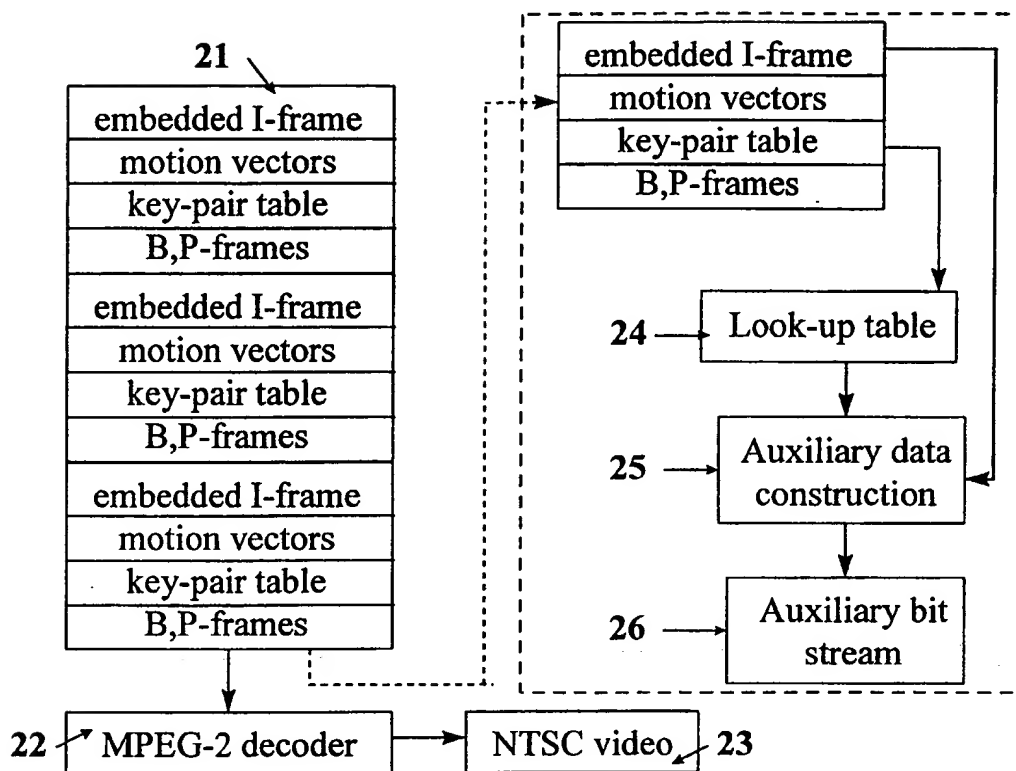 21
embedded I-frame
motion vectors
key-pair table
B,P-frames
embedded I-frame
motion vectors
key-pair table
B,P-frames
embedded I-frame
motion vectors
key-pair table
B,P-frames
22
MPEG-2 decoder
NTSC video
23
embedded I-frame
motion vectors
key-pair table
B,P-frames
24
Look-up table
25
Auxiliary data
construction
26
Auxiliary bit
stream